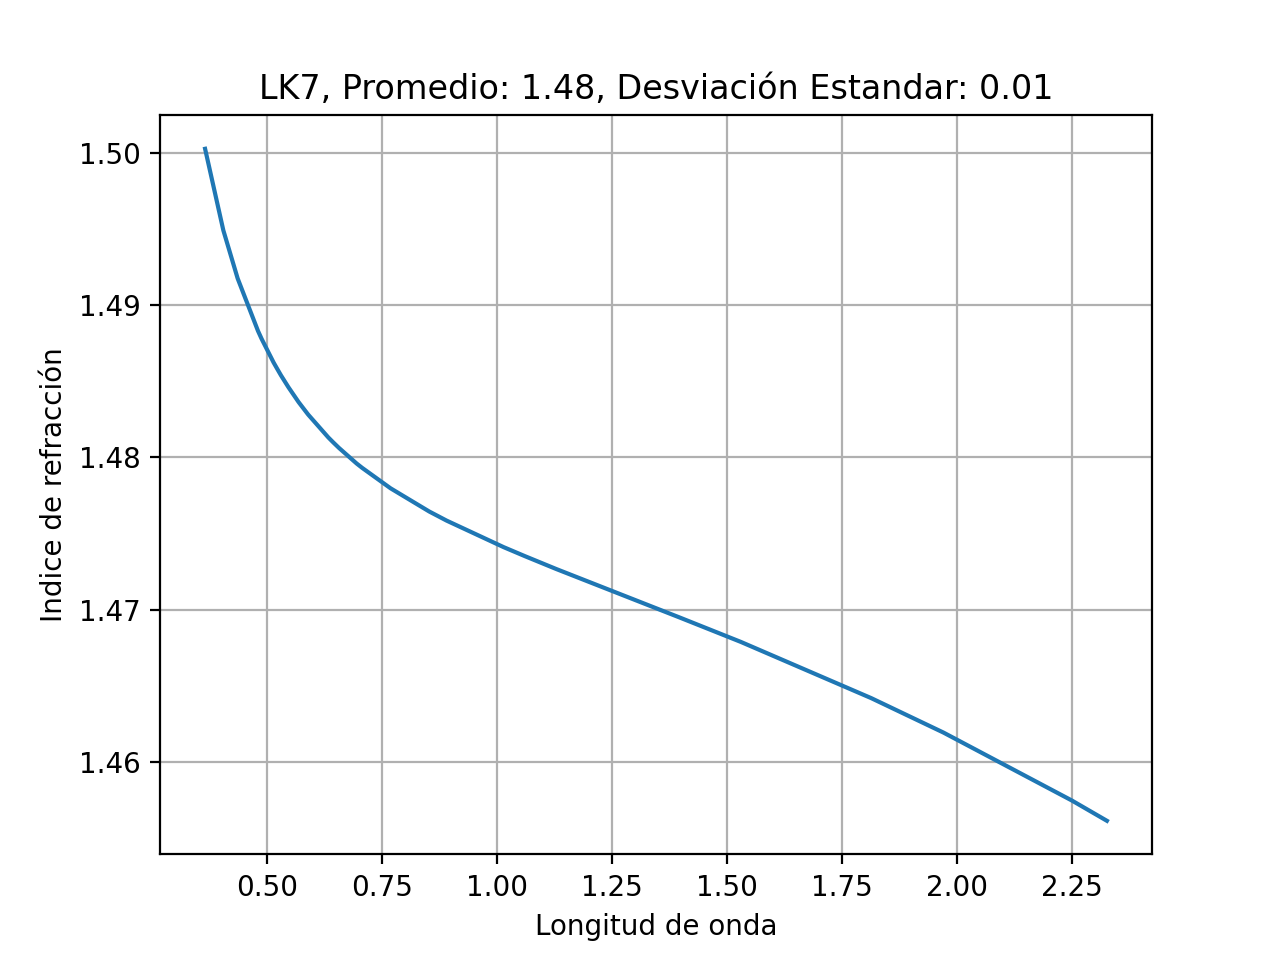 LK7, Promedio: 1.48, Desviación Estandar: 0.01
1.50
1.49
1.48
1.47
1.46
Indice de refracción
0.50 0.75 1.00 1.25 1.50 1.75 2.00 2.25
Longitud de onda